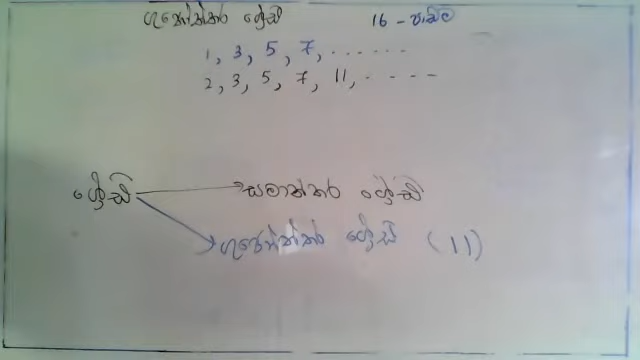 ගුණෝත්තර ශ්‍රේඪි 16 - පාඩම
1, 3, 5, 7, ......
2, 3, 5, 7, 11, - - - -
ශ්‍රේඪි
සමාන්තර ශ්‍රේඪි
ගුණෝත්තර ශ්‍රේඪි (11)